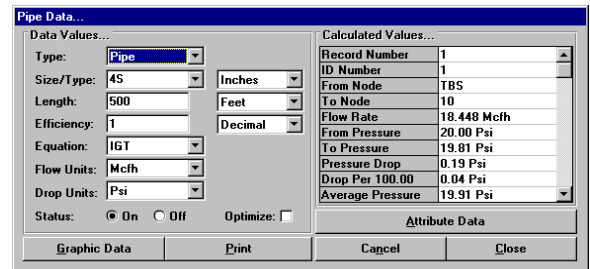 Pipe Data...
Data Values...
Type: Pipe
Size/Type: 4S Inches
Length: 500 Feet
Efficiency: 1 Decimal
Equation: IGT
Flow Units: Mcfh
Drop Units: Psi
Status: On Off Optimize:
Calculated Values...
Record Number 1
ID Number 1
From Node TBS
To Node 10
Flow Rate 18.448 Mcfh
From Pressure 20.00 Psi
To Pressure 19.81 Psi
Pressure Drop 0.19 Psi
Drop Per 100.00 0.04 Psi
Average Pressure 19.91 Psi
Attribute Data
Graphic Data Print Cancel Close